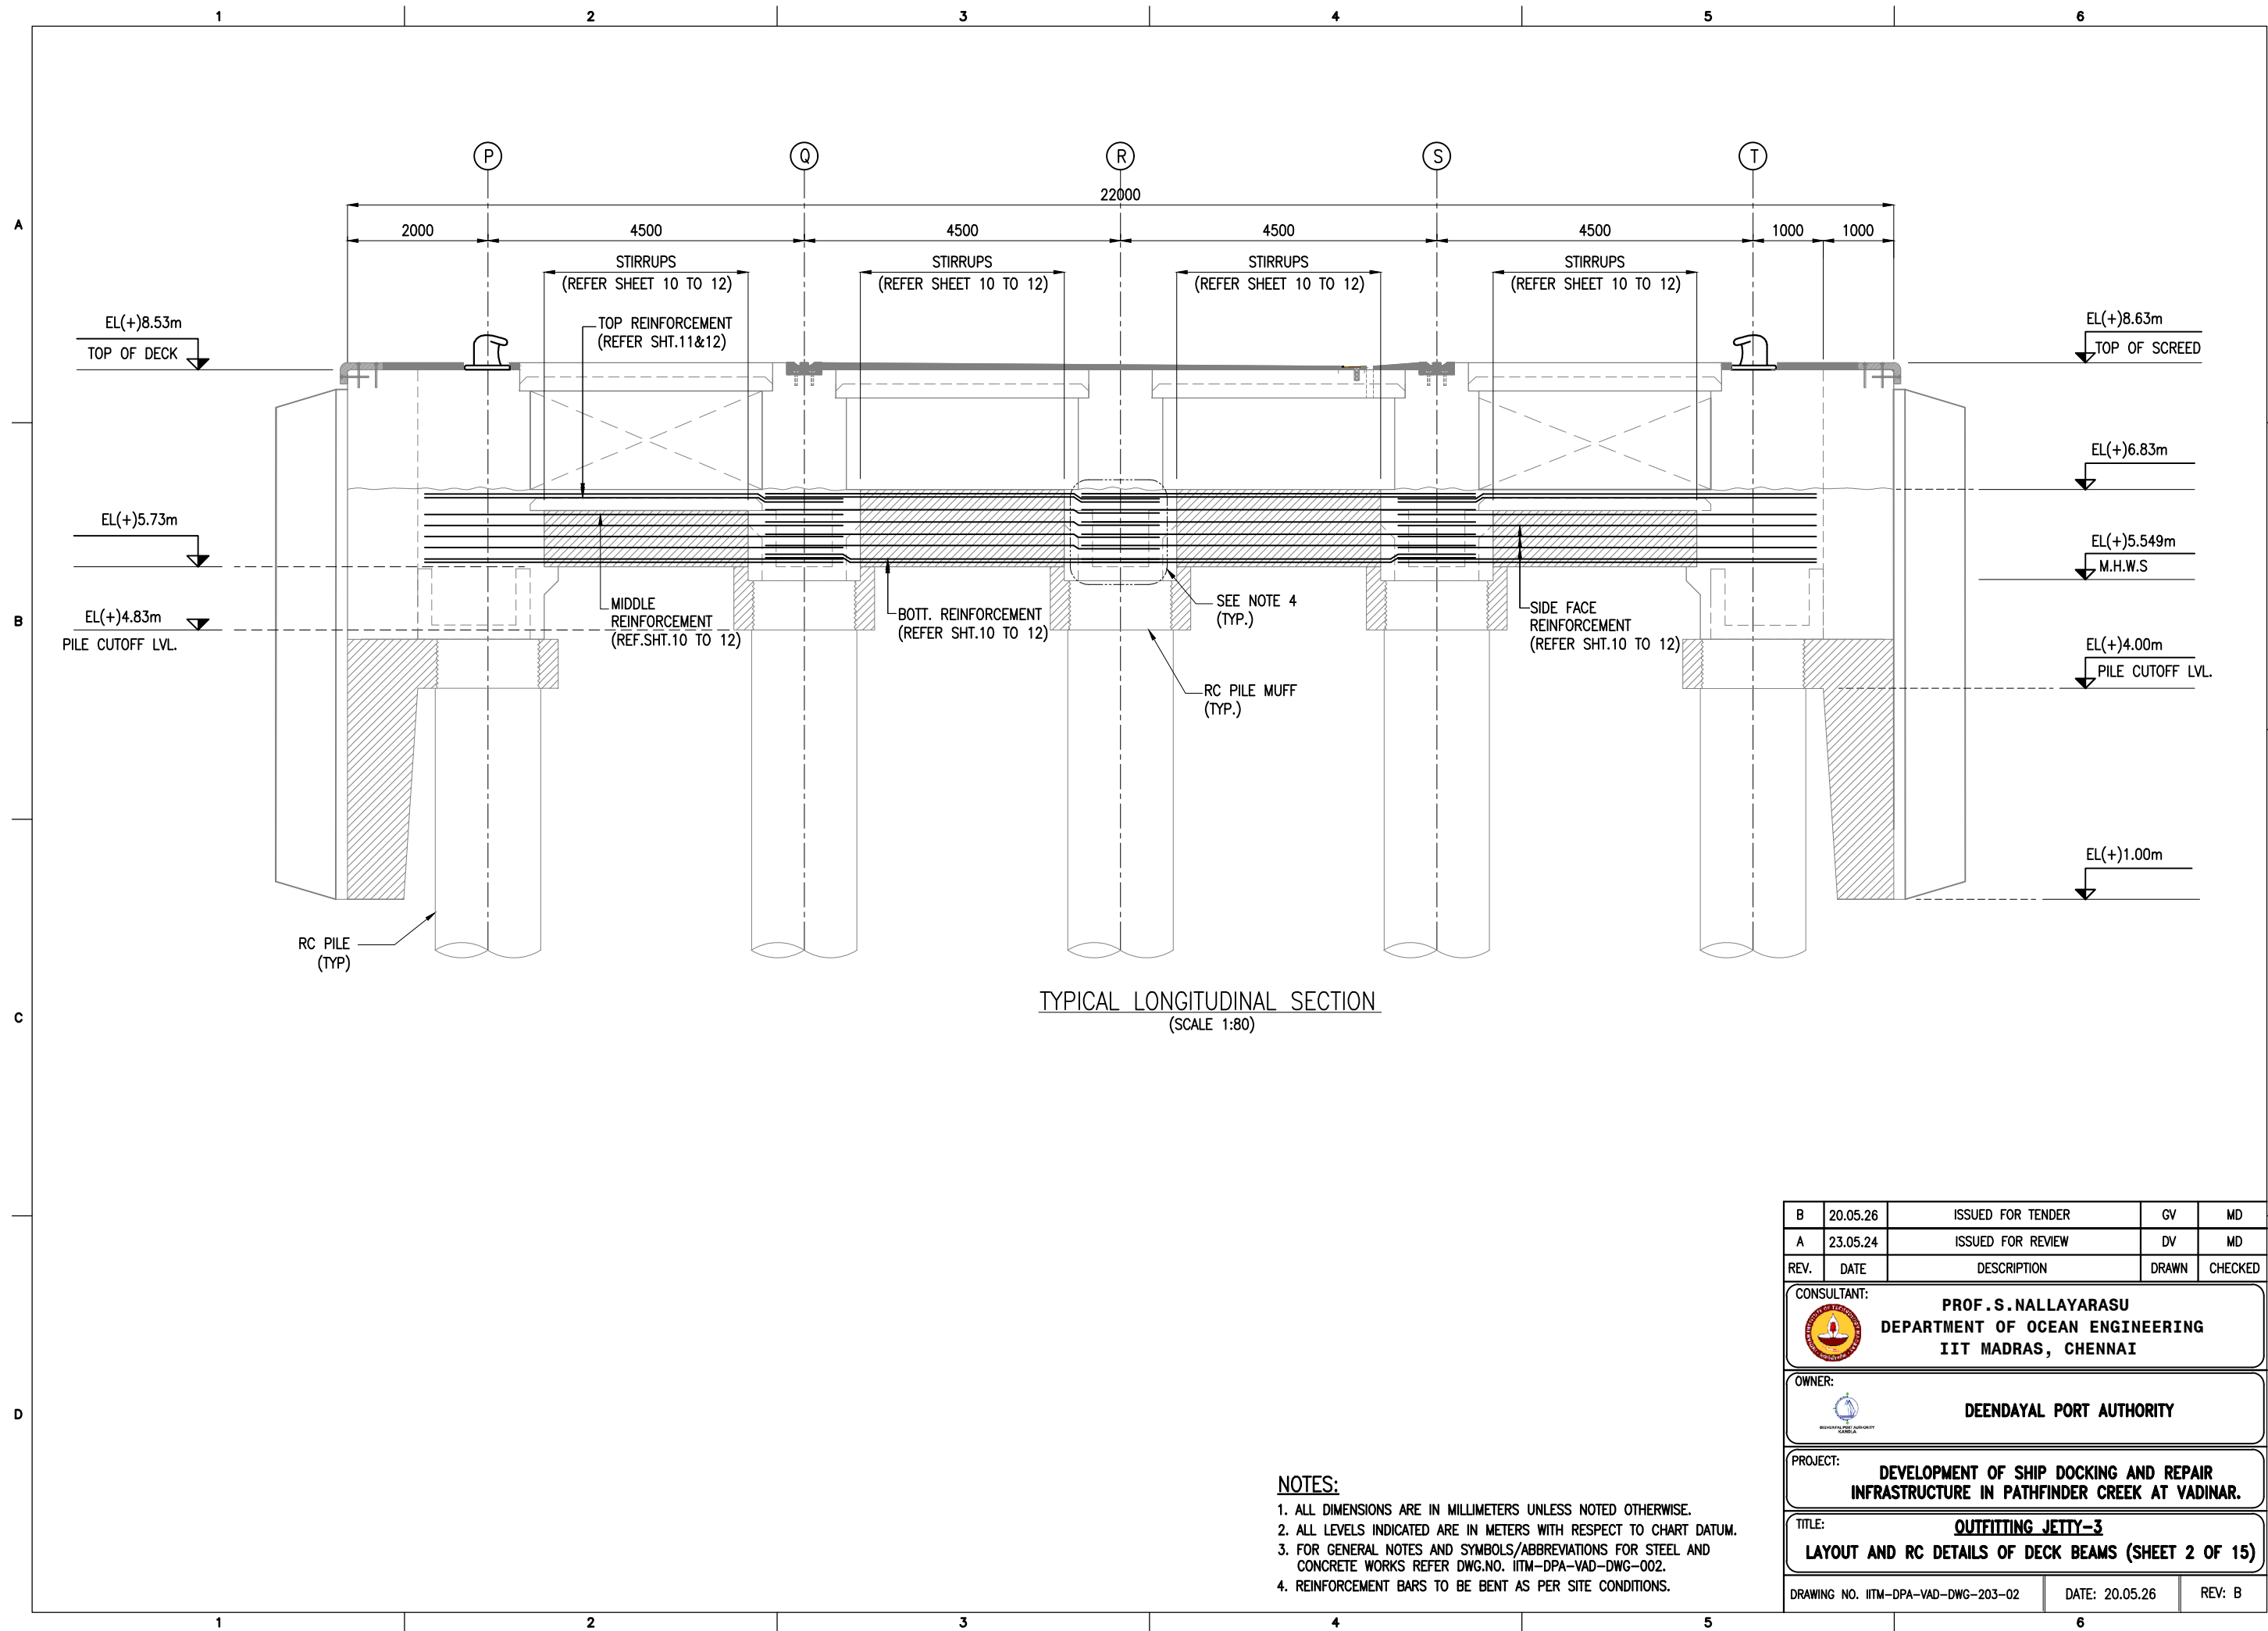 1 2 3 4 5 6
A
B
C
D
P Q R S T
22000
2000 4500 4500 4500 4500 1000 1000
STIRRUPS
(REFER SHEET 10 TO 12)
STIRRUPS
(REFER SHEET 10 TO 12)
STIRRUPS
(REFER SHEET 10 TO 12)
STIRRUPS
(REFER SHEET 10 TO 12)
EL(+)8.53m
TOP OF DECK
TOP REINFORCEMENT
(REFER SHT.11&12)
EL(+)8.63m
TOP OF SCREED
EL(+)6.83m
EL(+)5.73m
EL(+)5.549m
M.H.W.S
EL(+)4.83m
PILE CUTOFF LVL.
MIDDLE
REINFORCEMENT
(REF.SHT.10 TO 12)
BOTT. REINFORCEMENT
(REFER SHT.10 TO 12)
SEE NOTE 4
(TYP.)
SIDE FACE
REINFORCEMENT
(REFER SHT.10 TO 12)
EL(+)4.00m
PILE CUTOFF LVL.
RC PILE MUFF
(TYP.)
EL(+)1.00m
RC PILE
(TYP)
TYPICAL LONGITUDINAL SECTION
(SCALE 1:80)
NOTES:
1. ALL DIMENSIONS ARE IN MILLIMETERS UNLESS NOTED OTHERWISE.
2. ALL LEVELS INDICATED ARE IN METERS WITH RESPECT TO CHART DATUM.
3. FOR GENERAL NOTES AND SYMBOLS/ABBREVIATIONS FOR STEEL AND
CONCRETE WORKS REFER DWG.NO. IITM-DPA-VAD-DWG-002.
4. REINFORCEMENT BARS TO BE BENT AS PER SITE CONDITIONS.
B 20.05.26 ISSUED FOR TENDER GV MD
A 23.05.24 ISSUED FOR REVIEW DV MD
REV. DATE DESCRIPTION DRAWN CHECKED
CONSULTANT:
PROF.S.NALLAYARASU
DEPARTMENT OF OCEAN ENGINEERING
IIT MADRAS, CHENNAI
OWNER:
DEENDAYAL PORT AUTHORITY
KANDLA
DEENDAYAL PORT AUTHORITY
PROJECT:
DEVELOPMENT OF SHIP DOCKING AND REPAIR
INFRASTRUCTURE IN PATHFINDER CREEK AT VADINAR.
TITLE:
OUTFITTING JETTY-3
LAYOUT AND RC DETAILS OF DECK BEAMS (SHEET 2 OF 15)
DRAWING NO. IITM-DPA-VAD-DWG-203-02 DATE: 20.05.26 REV: B
1 2 3 4 5 6